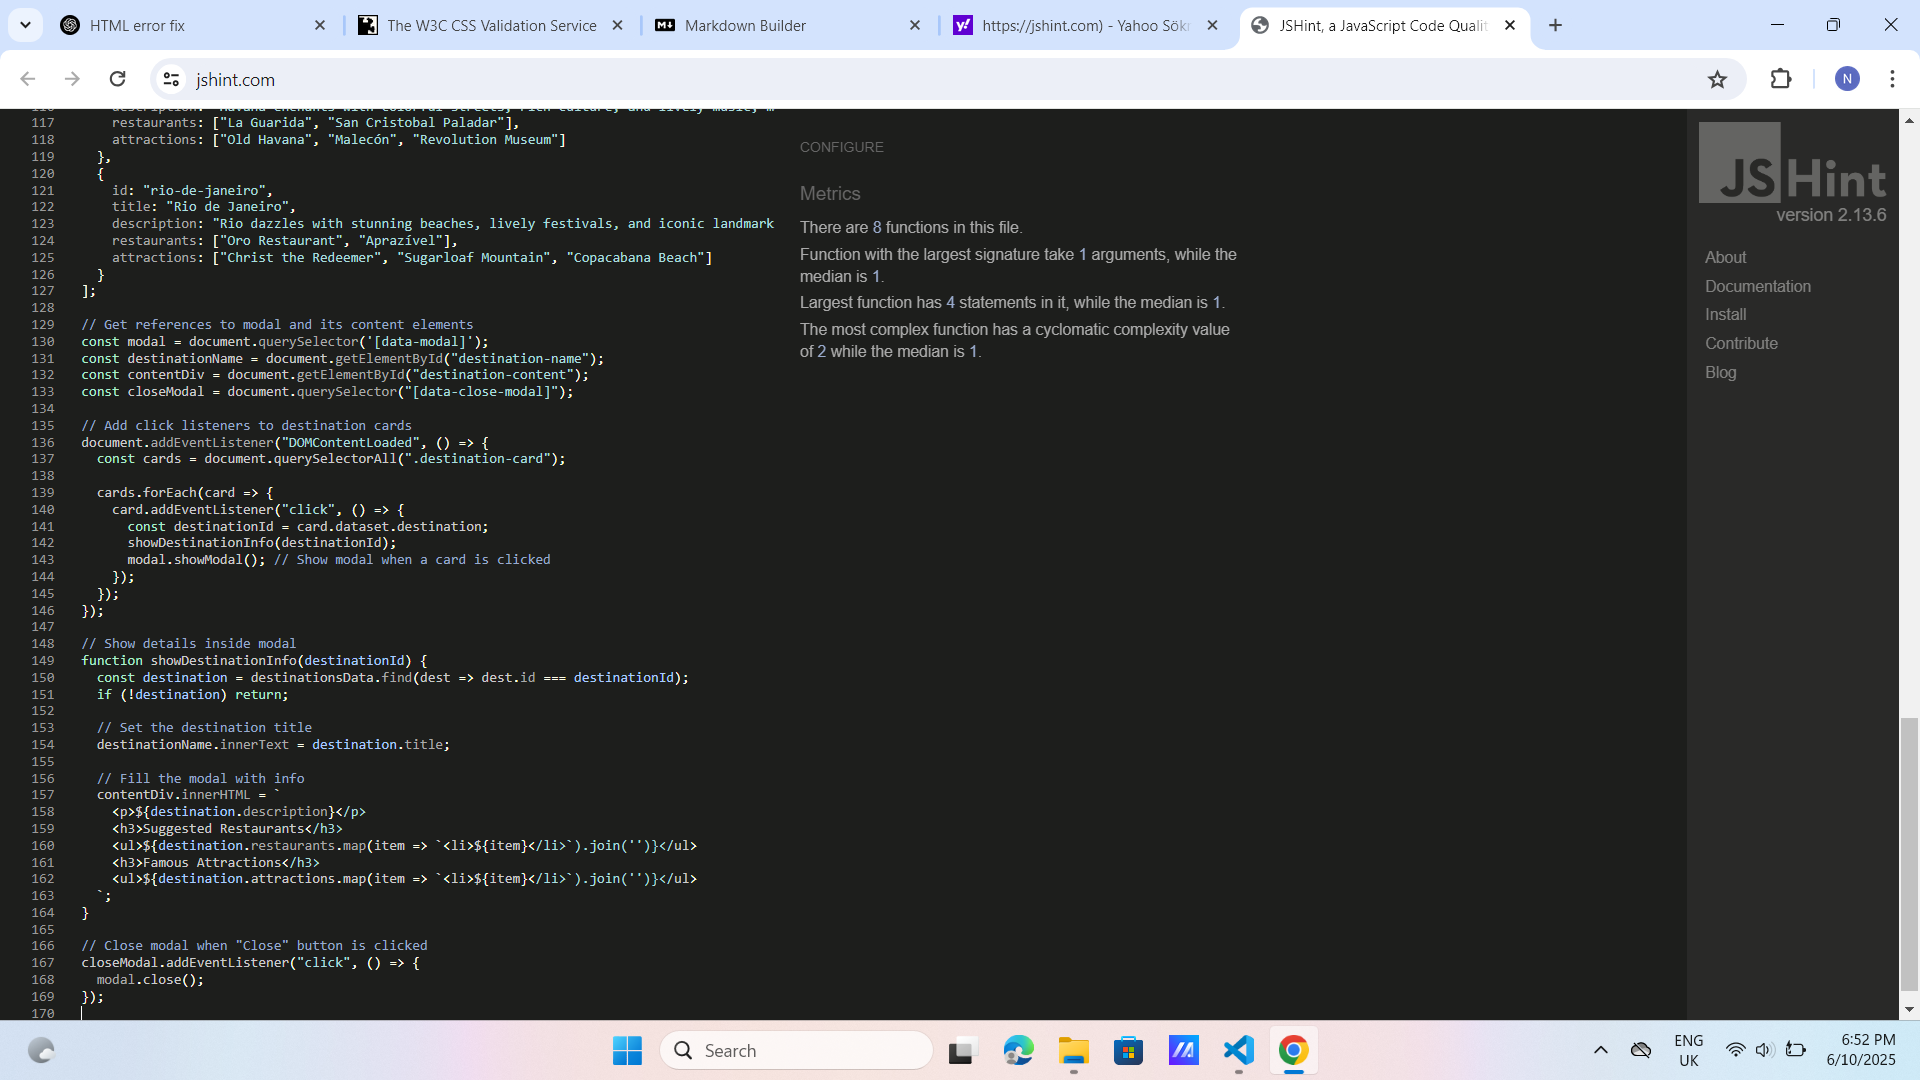 HTML error fix
The W3C CSS Validation Service
Markdown Builder
https://jshint.com) - Yahoo Sökr
JSHint, a JavaScript Code Qualit
jshint.com
N
116 description: "Havana enchants with colorful streets, rich culture, and lively music, m
117 restaurants: ["La Guarida", "San Cristobal Paladar"],
118 attractions: ["Old Havana", "Malecón", "Revolution Museum"]
119 },
120 {
121 id: "rio-de-janeiro",
122 title: "Rio de Janeiro",
123 description: "Rio dazzles with stunning beaches, lively festivals, and iconic landmark
124 restaurants: ["Oro Restaurant", "Aprazível"],
125 attractions: ["Christ the Redeemer", "Sugarloaf Mountain", "Copacabana Beach"]
126 }
127 ];
128
129 // Get references to modal and its content elements
130 const modal = document.querySelector('[data-modal]');
131 const destinationName = document.getElementById("destination-name");
132 const contentDiv = document.getElementById("destination-content");
133 const closeModal = document.querySelector("[data-close-modal]");
134
135 // Add click listeners to destination cards
136 document.addEventListener("DOMContentLoaded", () => {
137 const cards = document.querySelectorAll(".destination-card");
138
139 cards.forEach(card => {
140 card.addEventListener("click", () => {
141 const destinationId = card.dataset.destination;
142 showDestinationInfo(destinationId);
143 modal.showModal(); // Show modal when a card is clicked
144 });
145 });
146 });
147
148 // Show details inside modal
149 function showDestinationInfo(destinationId) {
150 const destination = destinationsData.find(dest => dest.id === destinationId);
151 if (!destination) return;
152
153 // Set the destination title
154 destinationName.innerText = destination.title;
155
156 // Fill the modal with info
157 contentDiv.innerHTML = `
158 <p>${destination.description}</p>
159 <h3>Suggested Restaurants</h3>
160 <ul>${destination.restaurants.map(item => `<li>${item}</li>`).join('')}</ul>
161 <h3>Famous Attractions</h3>
162 <ul>${destination.attractions.map(item => `<li>${item}</li>`).join('')}</ul>
163 `;
164 }
165
166 // Close modal when "Close" button is clicked
167 closeModal.addEventListener("click", () => {
168 modal.close();
169 });
170
CONFIGURE
Metrics
There are 8 functions in this file.
Function with the largest signature take 1 arguments, while the
median is 1.
Largest function has 4 statements in it, while the median is 1.
The most complex function has a cyclomatic complexity value
of 2 while the median is 1.
JSHint
version 2.13.6
About
Documentation
Install
Contribute
Blog
Search
ENG
UK
6:52 PM
6/10/2025